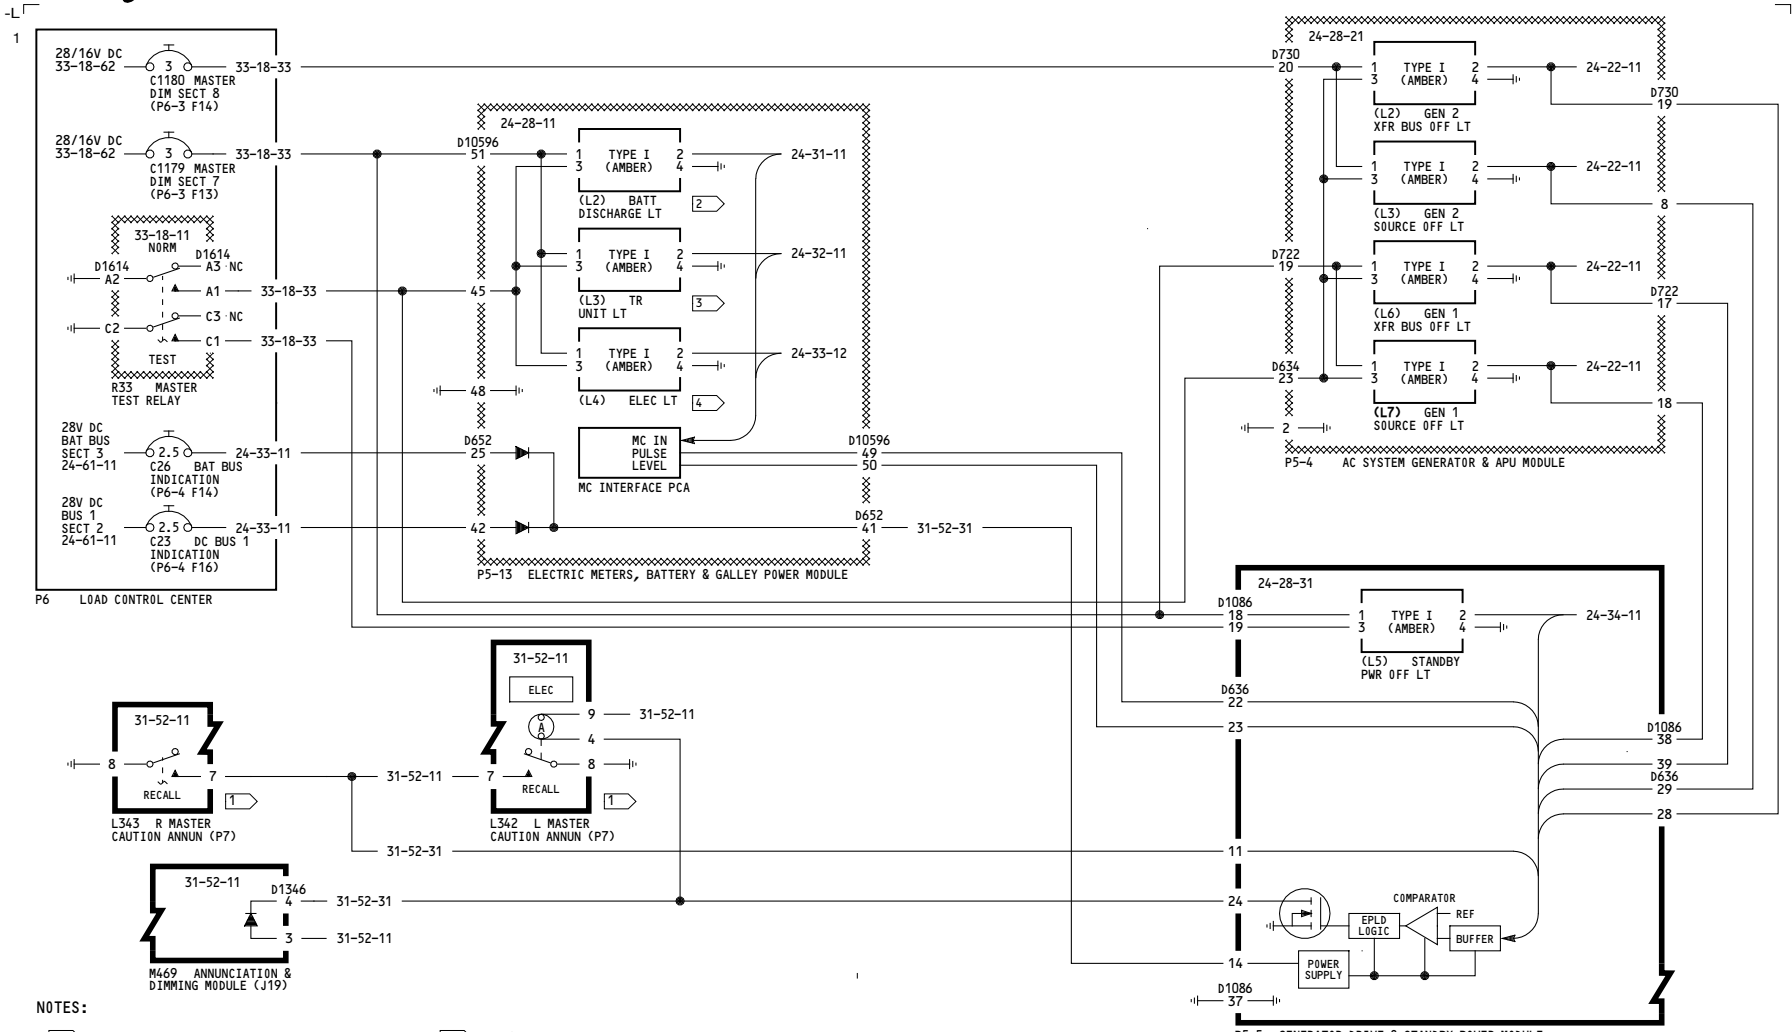 -L
1
28/16V DC
33-18-62
3
33-18-33
C1180 MASTER
DIM SECT 8
(P6-3 F14)
28/16V DC
33-18-62
3
33-18-33
C1179 MASTER
DIM SECT 7
(P6-3 F13)
33-18-11
NORM
D1614
D1614
A3 NC
A2
A1
33-18-33
C3 NC
C2
C1
33-18-33
TEST
R33 MASTER
TEST RELAY
28V DC
BAT BUS
SECT 3
24-61-11
2.5
24-33-11
C26 BAT BUS
INDICATION
(P6-4 F14)
28V DC
BUS 1
SECT 2
24-61-11
2.5
24-33-11
C23 DC BUS 1
INDICATION
(P6-4 F16)
P6 LOAD CONTROL CENTER
24-28-11
D10596
51
1 TYPE I 2
3 (AMBER) 4
24-31-11
(L2) BATT
DISCHARGE LT
2
1 TYPE I 2
3 (AMBER) 4
24-32-11
45
(L3) TR
UNIT LT
3
1 TYPE I 2
3 (AMBER) 4
24-33-12
48
(L4) ELEC LT
4
D652
25
MC IN
PULSE
LEVEL
MC INTERFACE PCA
D10596
49
50
42
D652
41
31-52-31
P5-13 ELECTRIC METERS, BATTERY & GALLEY POWER MODULE
24-28-21
D730
20
1 TYPE I 2
3 (AMBER) 4
24-22-11
D730
19
(L2) GEN 2
XFR BUS OFF LT
1 TYPE I 2
3 (AMBER) 4
24-22-11
8
(L3) GEN 2
SOURCE OFF LT
D722
19
1 TYPE I 2
3 (AMBER) 4
24-22-11
D722
17
(L6) GEN 1
XFR BUS OFF LT
D634
23
1 TYPE I 2
3 (AMBER) 4
24-22-11
18
(L7) GEN 1
SOURCE OFF LT
2
P5-4 AC SYSTEM GENERATOR & APU MODULE
24-28-31
D1086
18
19
1 TYPE I 2
3 (AMBER) 4
24-34-11
(L5) STANDBY
PWR OFF LT
D636
22
23
D1086
38
39
D636
29
28
11
24
COMPARATOR
REF
EPLD
LOGIC
BUFFER
14
POWER
SUPPLY
D1086
37
31-52-11
ELEC
A
9
31-52-11
4
7
8
RECALL
1
L342 L MASTER
CAUTION ANNUN (P7)
31-52-11
8
7
31-52-11
RECALL
1
L343 R MASTER
CAUTION ANNUN (P7)
31-52-31
31-52-11
D1346
4
31-52-31
3
31-52-11
M469 ANNUNCIATION &
DIMMING MODULE (J19)
NOTES: